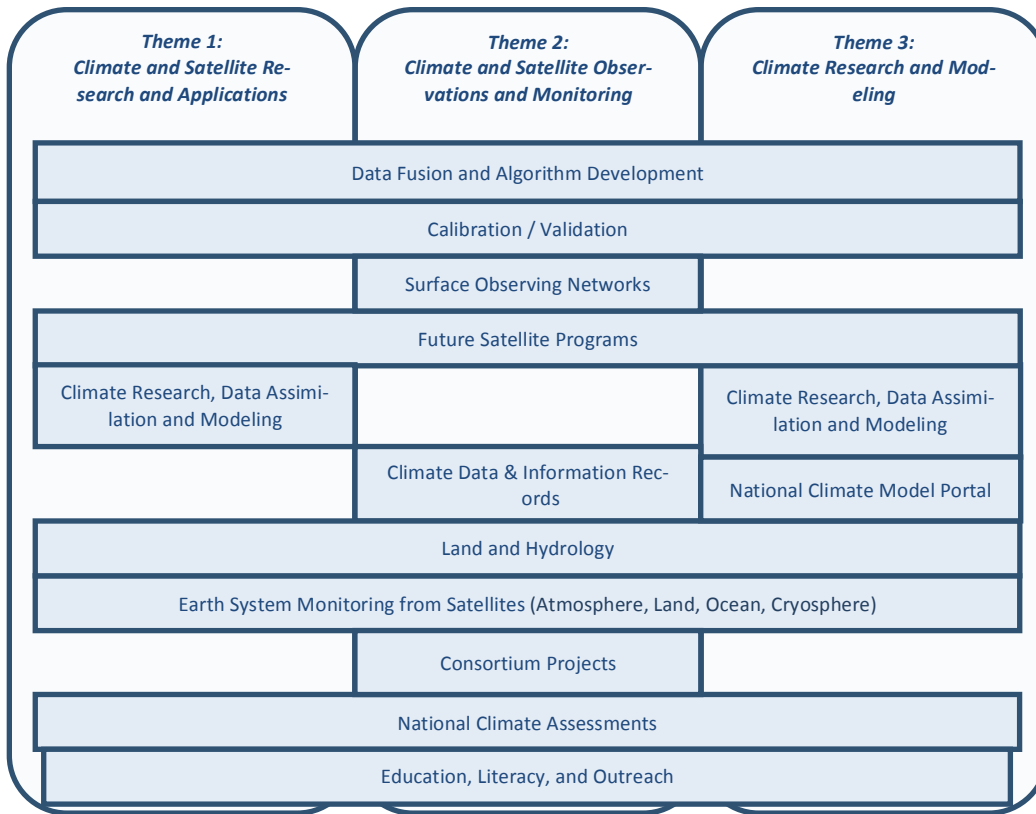 Theme 1:
Climate and Satellite Re-
search and Applications
Theme 2:
Climate and Satellite Obser-
vations and Monitoring
Theme 3:
Climate Research and Mod-
eling
Data Fusion and Algorithm Development
Calibration / Validation
Surface Observing Networks
Future Satellite Programs
Climate Research, Data Assimi-
lation and Modeling
Climate Research, Data Assimi-
lation and Modeling
Climate Data & Information Rec-
ords
National Climate Model Portal
Land and Hydrology
Earth System Monitoring from Satellites (Atmosphere, Land, Ocean, Cryosphere)
Consortium Projects
National Climate Assessments
Education, Literacy, and Outreach